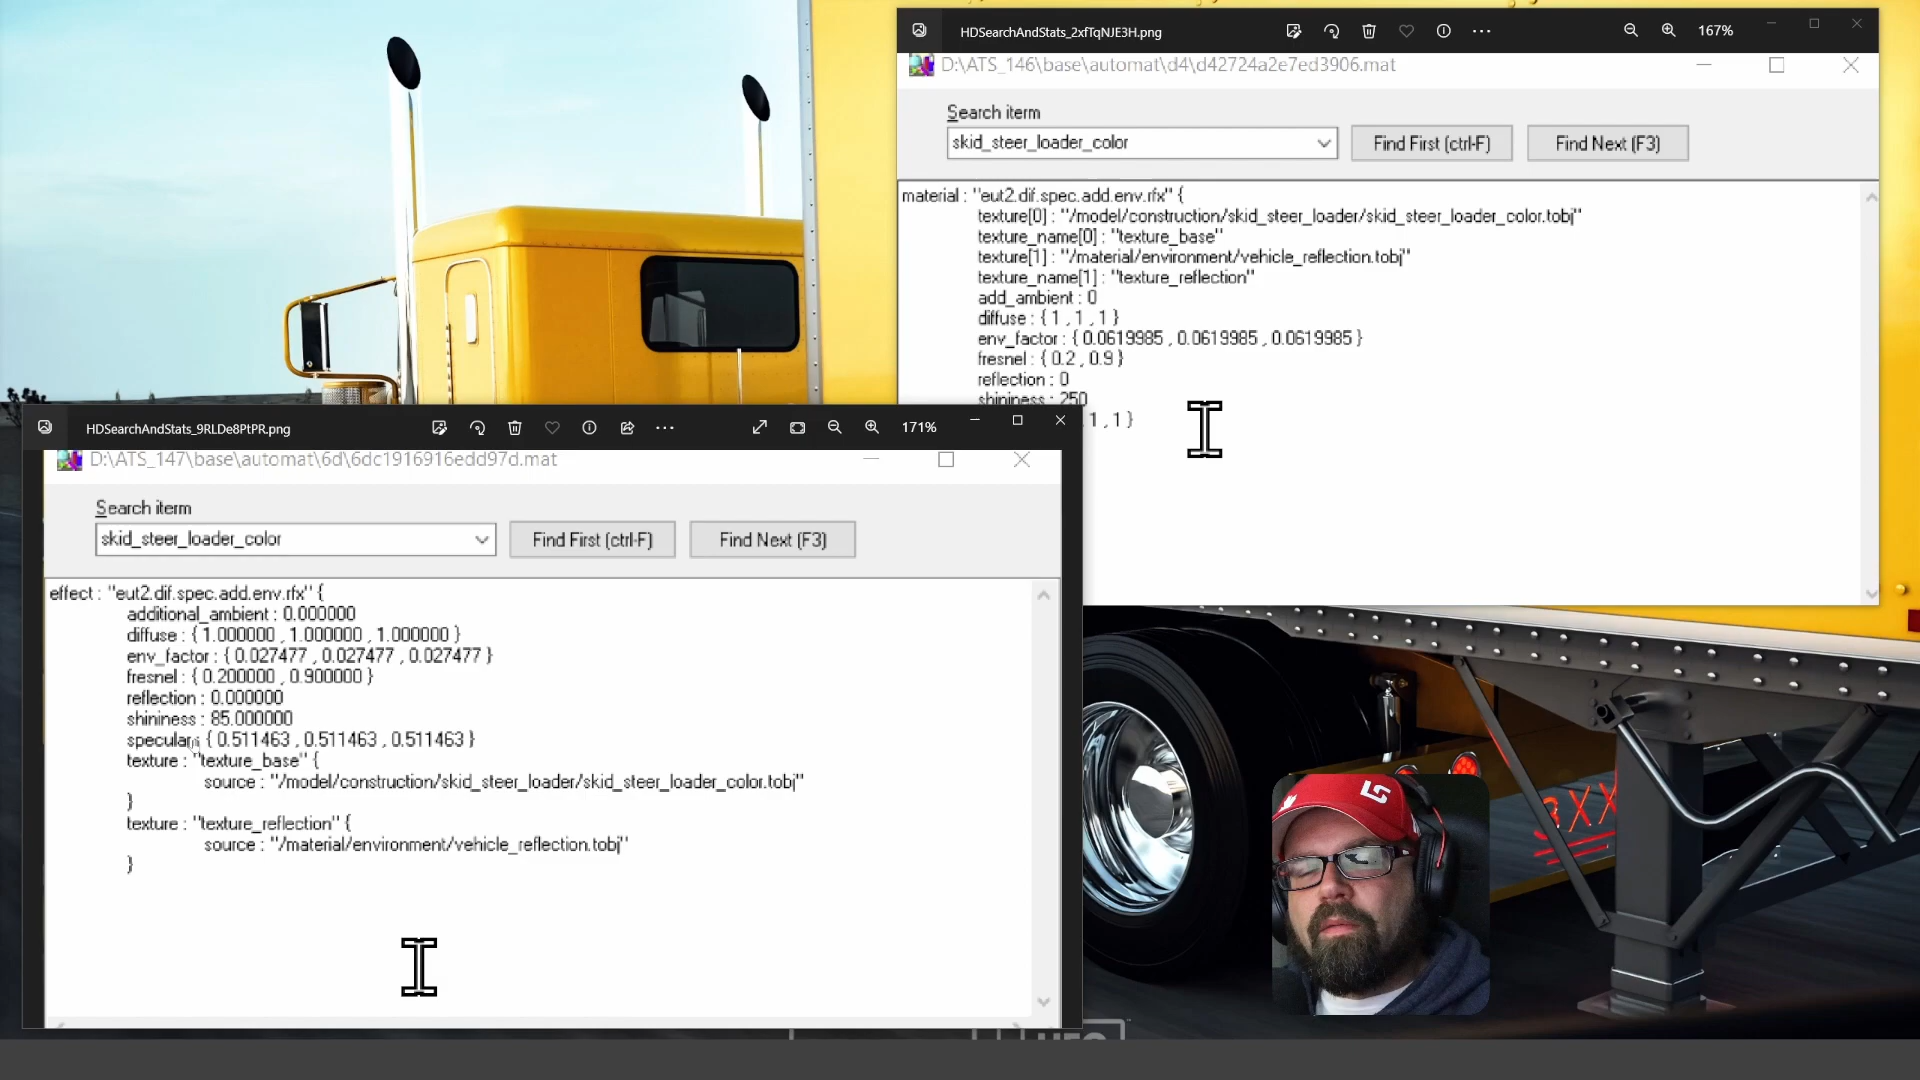 HDSearchAndStats_2xfTqNJE3H.png
167%
D:\ATS_146\base\automat\d4\d42724a2e7ed3906.mat
Search item
skid_steer_loader_color
Find First (ctrl-F)
Find Next (F3)
material : "eut2.dif.spec.add.env.rfx" {
texture[0] : "/model/construction/skid_steer_loader/skid_steer_loader_color.tobj"
texture_name[0] : "texture_base"
texture[1] : "/material/environment/vehicle_reflection.tobj"
texture_name[1] : "texture_reflection"
add_ambient : 0
diffuse : { 1 , 1 , 1 }
env_factor : { 0.0619985 , 0.0619985 , 0.0619985 }
fresnel : { 0.2 , 0.9 }
reflection : 0
shininess : 250
1 , 1 }
HDSearchAndStats_9RLDe8PtPR.png
171%
D:\ATS_147\base\automat\6d\6dc1916916edd97d.mat
Search item
skid_steer_loader_color
Find First (ctrl-F)
Find Next (F3)
effect : "eut2.dif.spec.add.env.rfx" {
additional_ambient : 0.000000
diffuse : { 1.000000 , 1.000000 , 1.000000 }
env_factor : { 0.027477 , 0.027477 , 0.027477 }
fresnel : { 0.200000 , 0.900000 }
reflection : 0.000000
shininess : 85.000000
specular : { 0.511463 , 0.511463 , 0.511463 }
texture : "texture_base" {
source : "/model/construction/skid_steer_loader/skid_steer_loader_color.tobj"
}
texture : "texture_reflection" {
source : "/material/environment/vehicle_reflection.tobj"
}